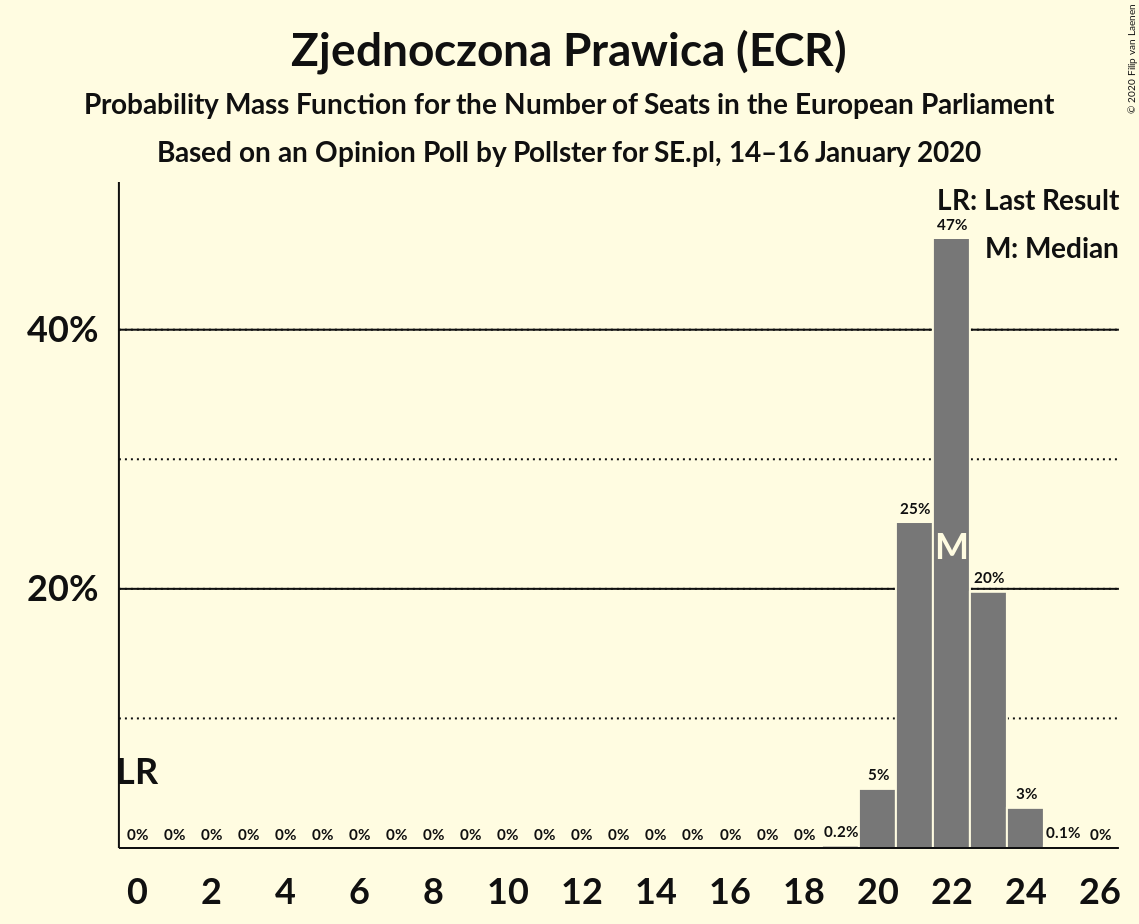 Zjednoczona Prawica (ECR)
Probability Mass Function for the Number of Seats in the European Parliament
Based on an Opinion Poll by Pollster for SE.pl, 14–16 January 2020
© 2020 Filip van Laenen
LR: Last Result
M: Median
47%
40%
25%
M
20%
20%
LR
5%
3%
0% 0% 0% 0% 0% 0% 0% 0% 0% 0% 0% 0% 0% 0% 0% 0% 0% 0% 0% 0.2% 0.1% 0%
0 2 4 6 8 10 12 14 16 18 20 22 24 26